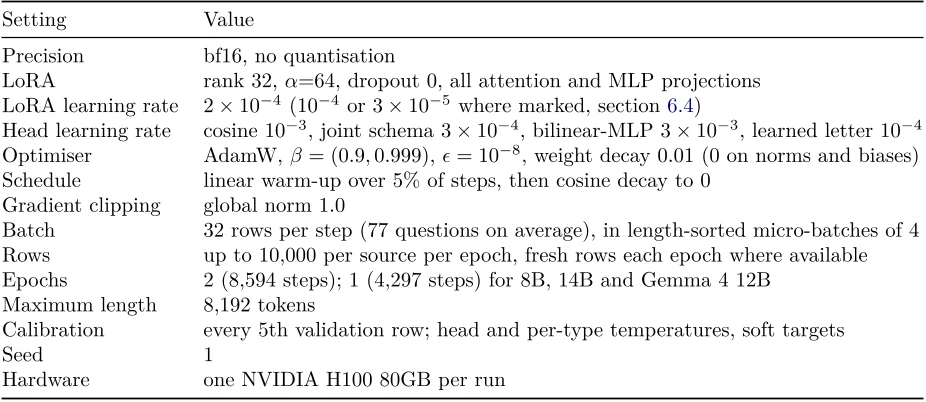 Setting Value
Precision bf16, no quantisation
LoRA rank 32, α=64, dropout 0, all attention and MLP projections
LoRA learning rate 2 × 10⁻⁴ (10⁻⁴ or 3 × 10⁻⁵ where marked, section 6.4)
Head learning rate cosine 10⁻³, joint schema 3 × 10⁻⁴, bilinear-MLP 3 × 10⁻³, learned letter 10⁻⁴
Optimiser AdamW, β = (0.9, 0.999), ϵ = 10⁻⁸, weight decay 0.01 (0 on norms and biases)
Schedule linear warm-up over 5% of steps, then cosine decay to 0
Gradient clipping global norm 1.0
Batch 32 rows per step (77 questions on average), in length-sorted micro-batches of 4
Rows up to 10,000 per source per epoch, fresh rows each epoch where available
Epochs 2 (8,594 steps); 1 (4,297 steps) for 8B, 14B and Gemma 4 12B
Maximum length 8,192 tokens
Calibration every 5th validation row; head and per-type temperatures, soft targets
Seed 1
Hardware one NVIDIA H100 80GB per run